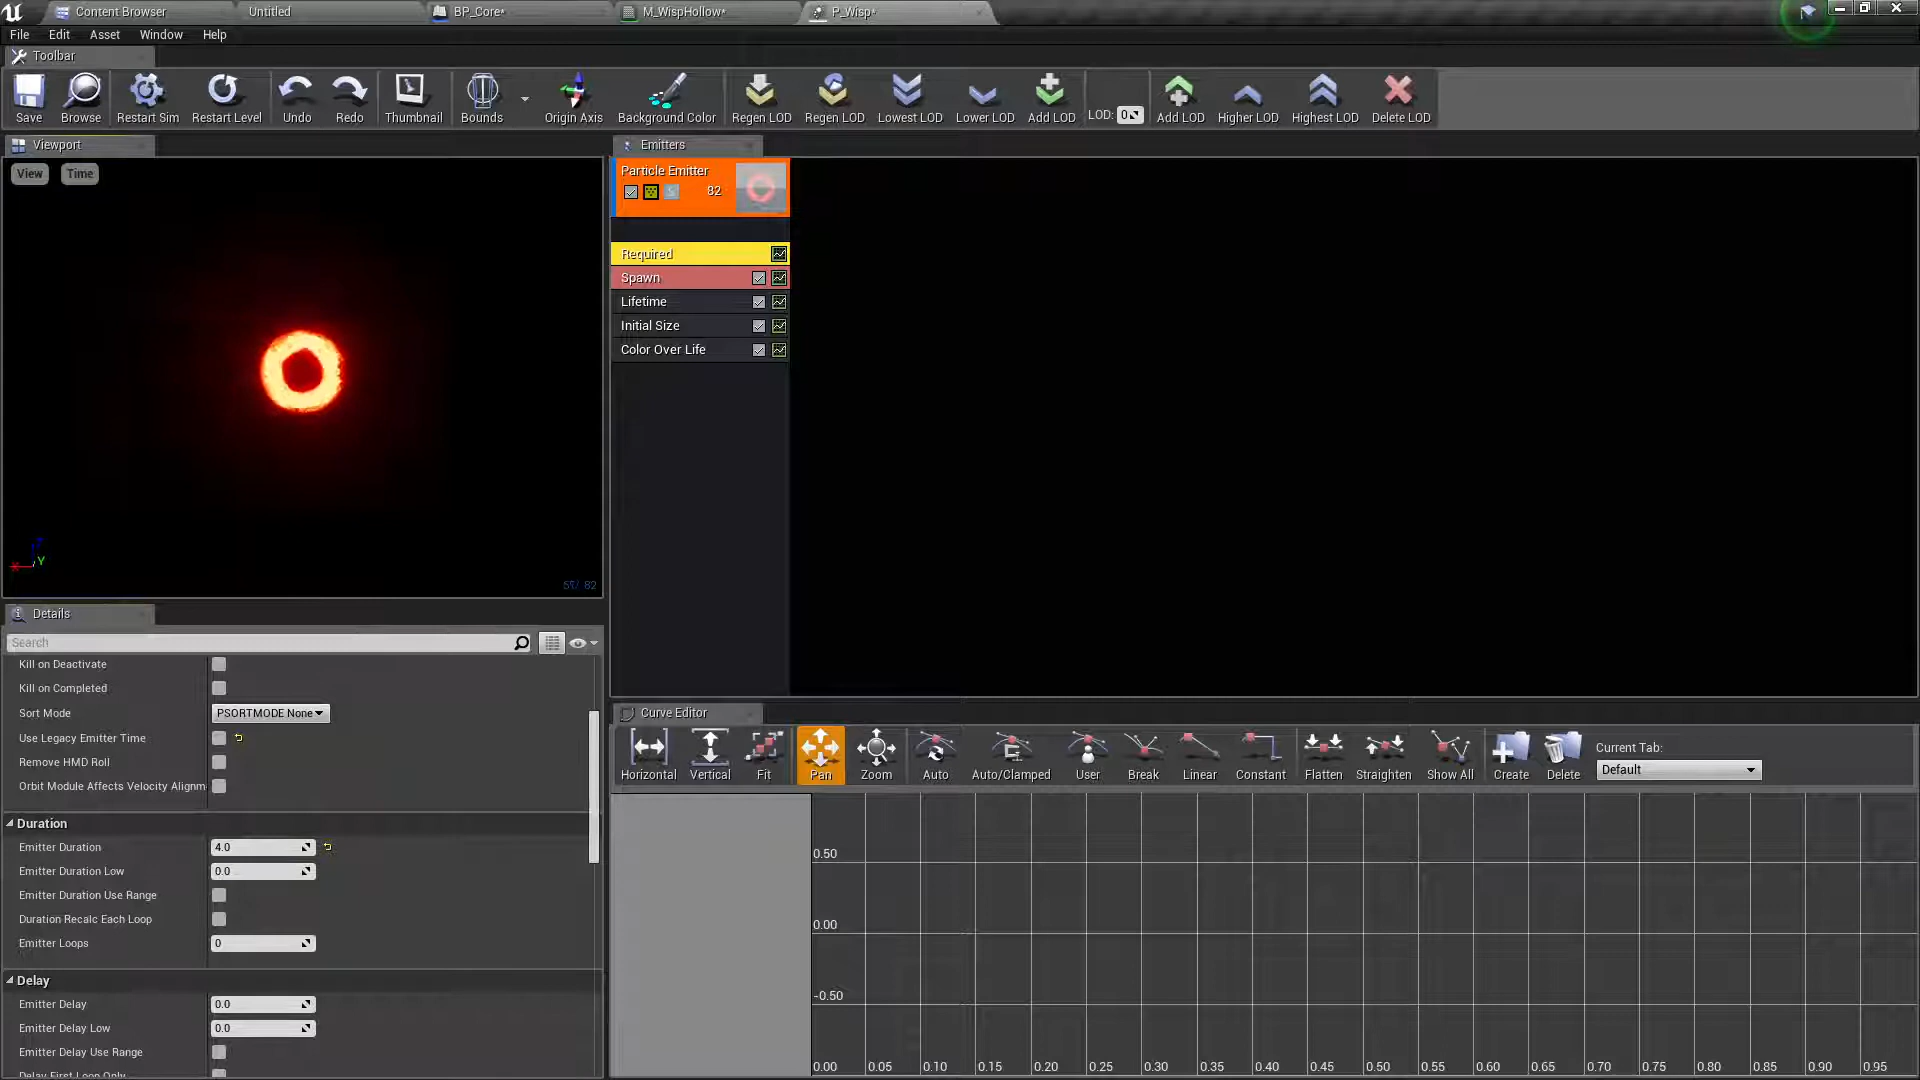 Content Browser
Untitled
BP_Core*
M_WispHollow*
P_Wisp*
File Edit Asset Window Help
Toolbar
Save
Browse
Restart Sim
Restart Level
Undo
Redo
Thumbnail
Bounds
Origin Axis
Background Color
Regen LOD
Regen LOD
Lowest LOD
Lower LOD
Add LOD
LOD: 0
Add LOD
Higher LOD
Highest LOD
Delete LOD
Viewport
View Time
X
Y
82
Emitters
Particle Emitter
82
Required
Spawn
Lifetime
Initial Size
Color Over Life
Details
Search
Kill on Deactivate
Kill on Completed
Sort Mode PSORTMODE None
Use Legacy Emitter Time
Remove HMD Roll
Orbit Module Affects Velocity Alignm
Duration
Emitter Duration 4.0
Emitter Duration Low 0.0
Emitter Duration Use Range
Duration Recalc Each Loop
Emitter Loops 0
Delay
Emitter Delay 0.0
Emitter Delay Low 0.0
Emitter Delay Use Range
Delay First Loop Only
Curve Editor
Horizontal
Vertical
Fit
Pan
Zoom
Auto
Auto/Clamped
User
Break
Linear
Constant
Flatten
Straighten
Show All
Create
Delete
Current Tab:
Default
0.50
0.00
-0.50
0.00 0.05 0.10 0.15 0.20 0.25 0.30 0.35 0.40 0.45 0.50 0.55 0.60 0.65 0.70 0.75 0.80 0.85 0.90 0.95